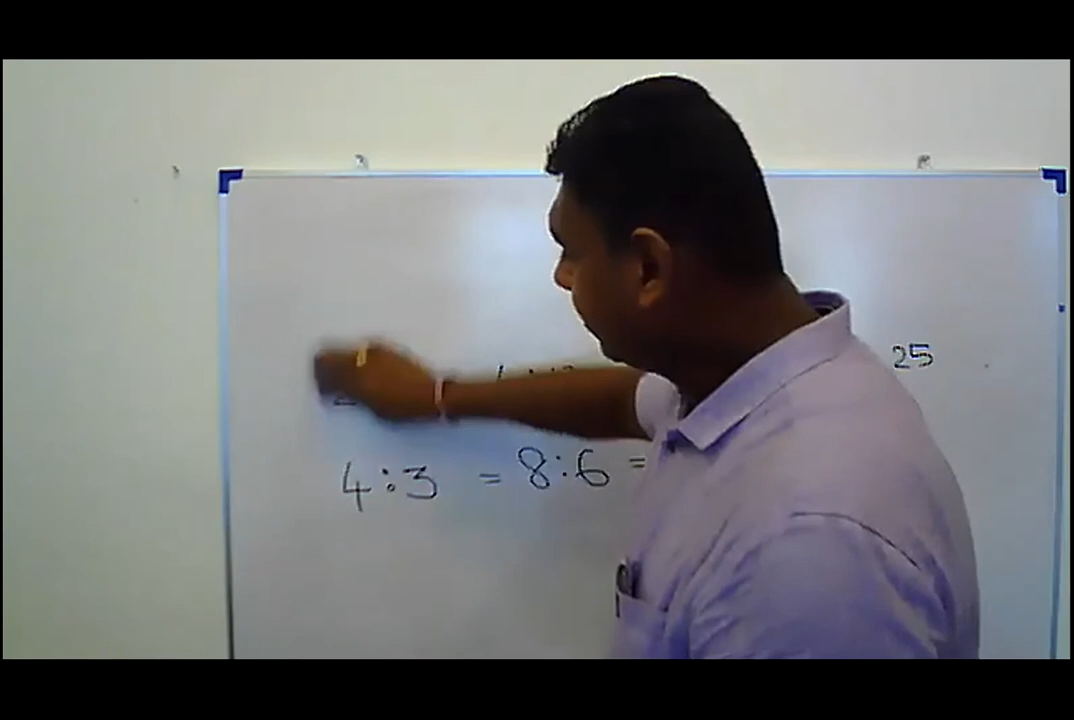 25
4:3 = 8:6 =